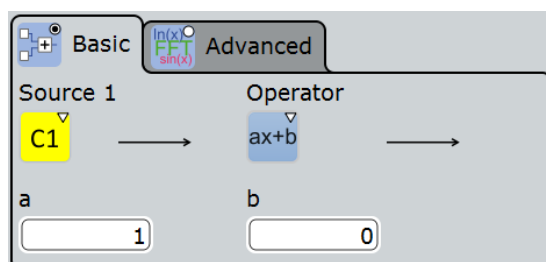 Basic
ln(x)
FFT
sin(x)
Advanced
Source 1
Operator
C1
ax+b
a
b
1
0